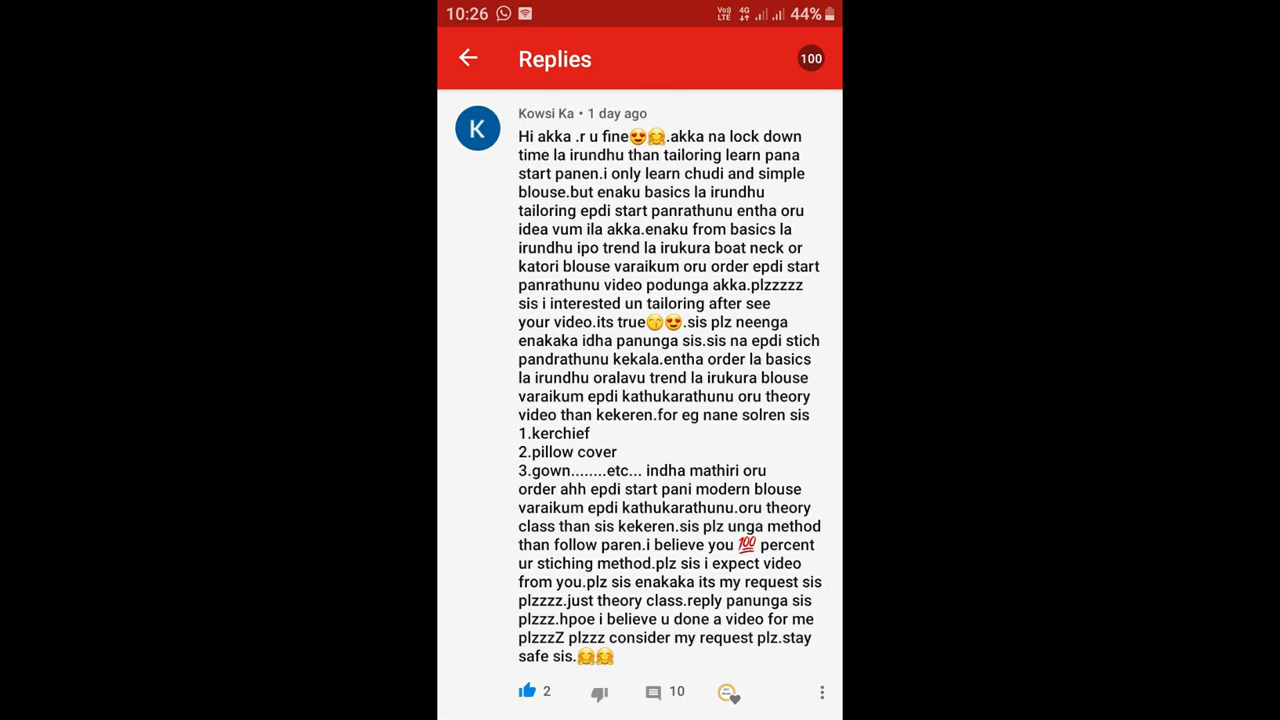 10:26 Vo) LTE 4G 44%
Replies 100
K Kowsi Ka • 1 day ago
Hi akka .r u fine😍🤗.akka na lock down
time la irundhu than tailoring learn pana
start panen.i only learn chudi and simple
blouse.but enaku basics la irundhu
tailoring epdi start panrathunu entha oru
idea vum ila akka.enaku from basics la
irundhu ipo trend la irukura boat neck or
katori blouse varaikum oru order epdi start
panrathunu video podunga akka.plzzzzz
sis i interested un tailoring after see
your video.its true😚😍.sis plz neenga
enakaka idha panunga sis.sis na epdi stich
pandrathunu kekala.entha order la basics
la irundhu oralavu trend la irukura blouse
varaikum epdi kathukarathunu oru theory
video than kekeren.for eg nane solren sis
1.kerchief
2.pillow cover
3.gown........etc... indha mathiri oru
order ahh epdi start pani modern blouse
varaikum epdi kathukarathunu.oru theory
class than sis kekeren.sis plz unga method
than follow paren.i believe you 💯 percent
ur stiching method.plz sis i expect video
from you.plz sis enakaka its my request sis
plzzzz.just theory class.reply panunga sis
plzzz.hpoe i believe u done a video for me
plzzzZ plzzz consider my request plz.stay
safe sis.🤗🤗
2 10